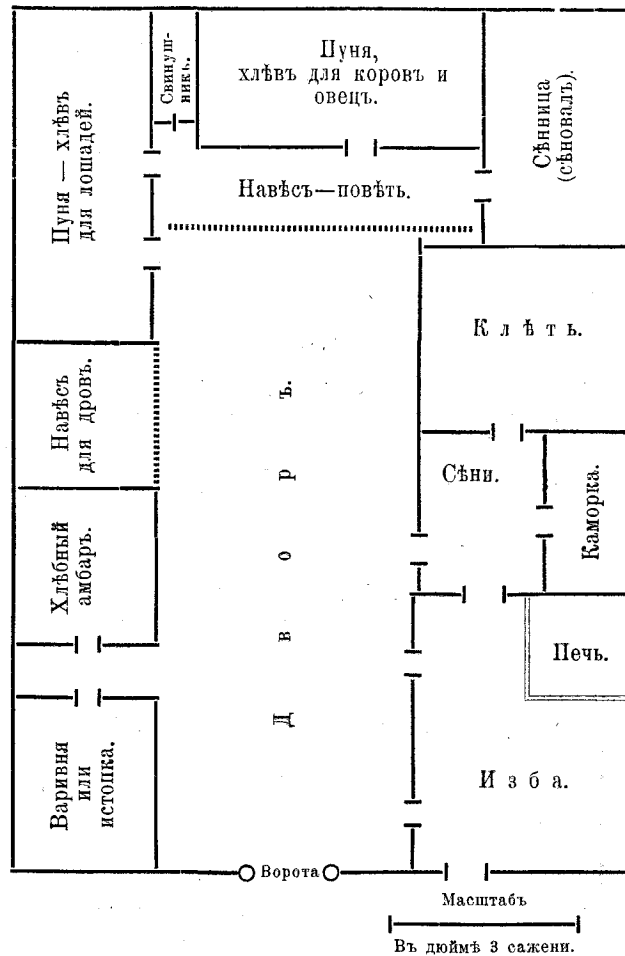 Пуня — хлѣвъ
для лошадей.
Свинуш-
никъ.
Пуня,
хлѣвъ для коровъ и
овецъ.
Сѣнница
(сѣновалъ).
Навѣсъ—повѣть.
Клѣть.
Навѣсъ
для дровъ.
Дворъ.
Сѣни.
Каморка.
Хлѣбный
амбаръ.
Печь.
Варивня
или
истопка.
Изба.
Ворота
Масштабъ
Въ дюймѣ 3 сажени.